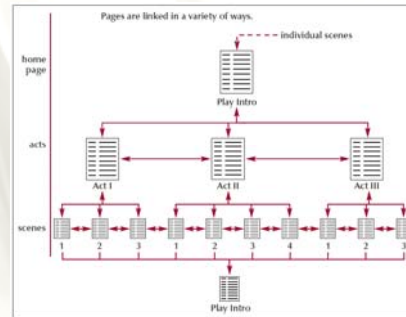 Pages are linked in a variety of ways.
individual scenes
home
page
Play Intro
acts
Act I
Act II
Act III
scenes
1 2 3 1 2 3 4 1 2 3
Play Intro